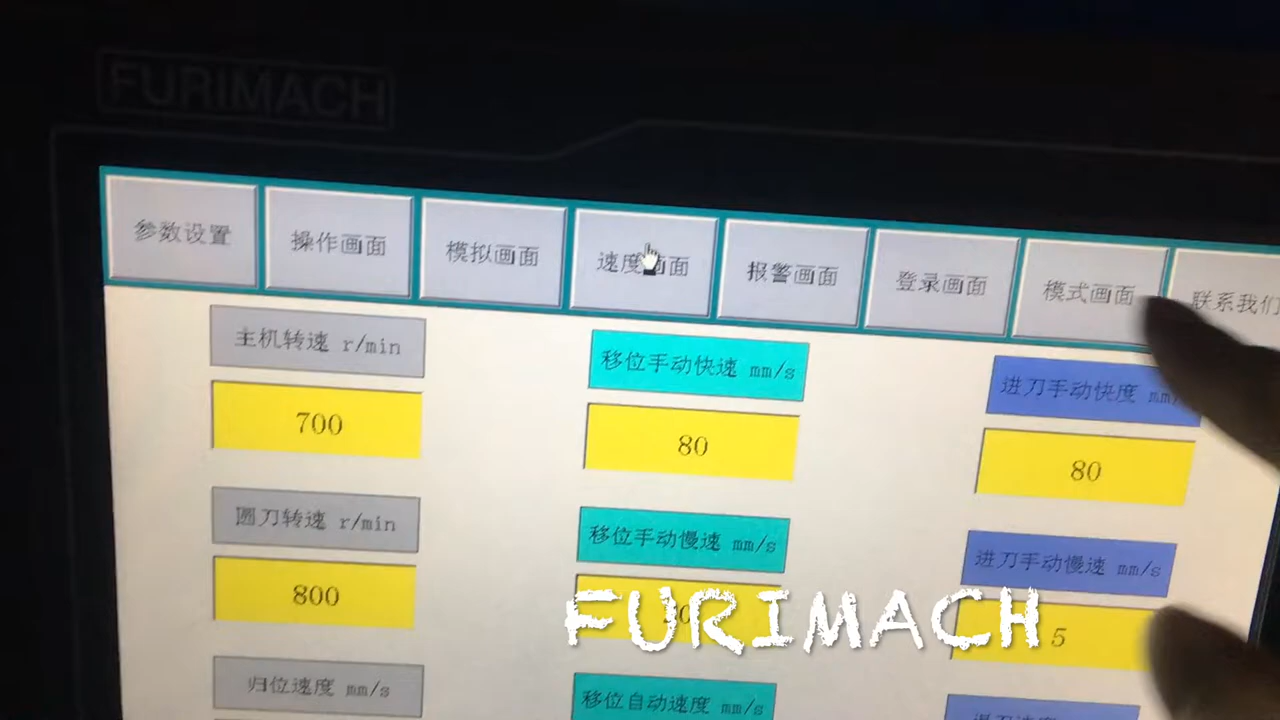 FURIMACH
参数设置
操作画面
模拟画面
速度画面
报警画面
登录画面
模式画面
联系我们
主机转速 r/min
移位手动快速 mm/s
进刀手动快度 mm
700
80
80
圆刀转速 r/min
移位手动慢速 mm/s
进刀手动慢速 mm/s
800
5
FURIMACH
归位速度 mm/s
移位自动速度 mm/s